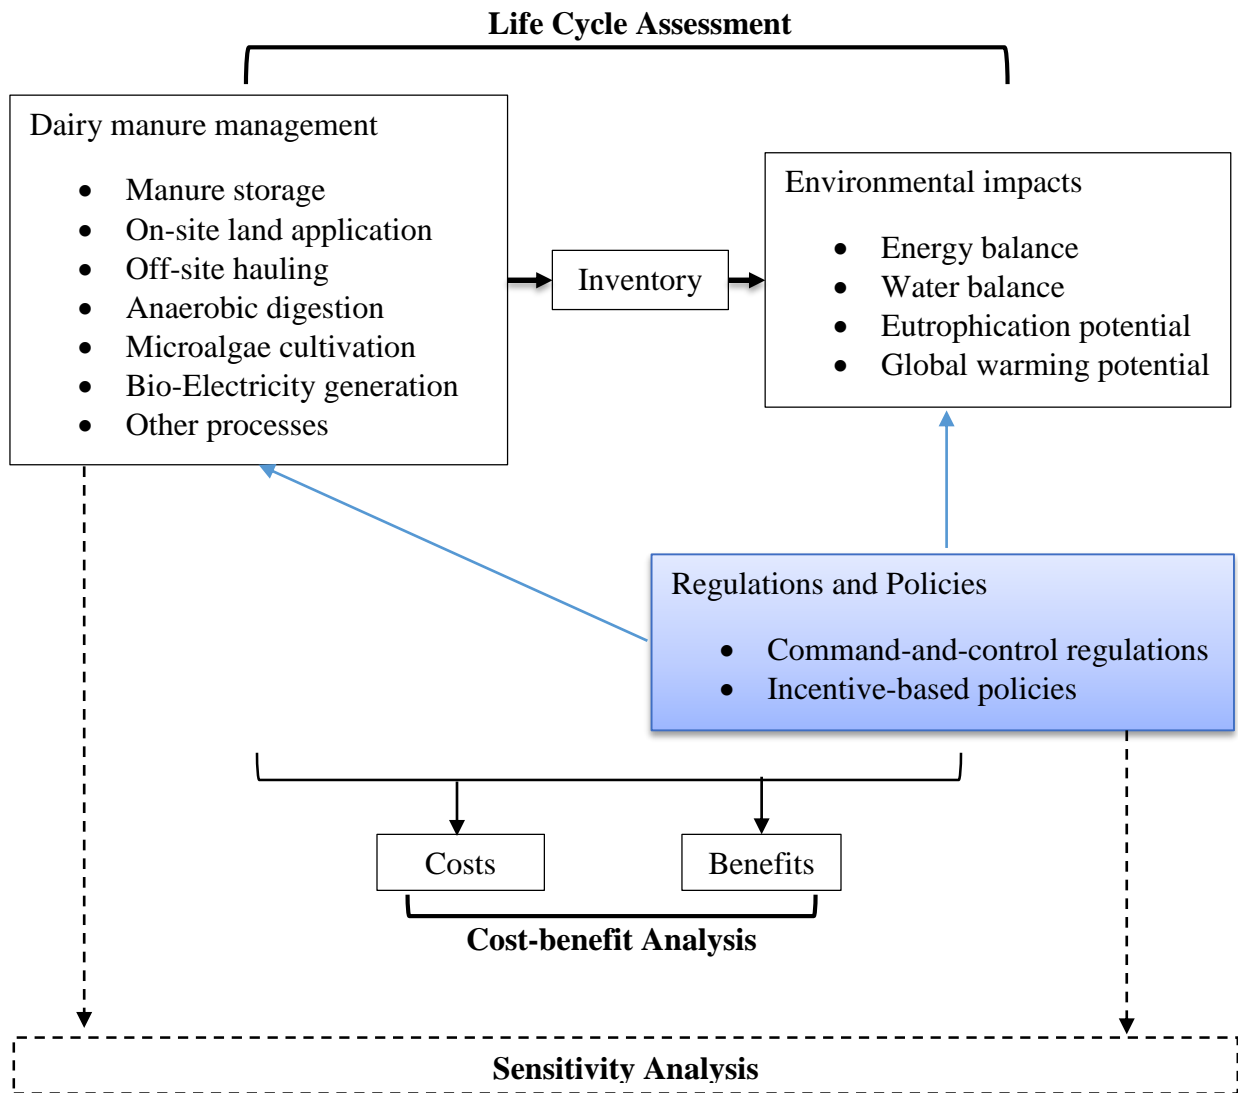 Life Cycle Assessment
Dairy manure management
• Manure storage
• On-site land application
• Off-site hauling
• Anaerobic digestion
• Microalgae cultivation
• Bio-Electricity generation
• Other processes
Inventory
Environmental impacts
• Energy balance
• Water balance
• Eutrophication potential
• Global warming potential
Regulations and Policies
• Command-and-control regulations
• Incentive-based policies
Costs
Benefits
Cost-benefit Analysis
Sensitivity Analysis